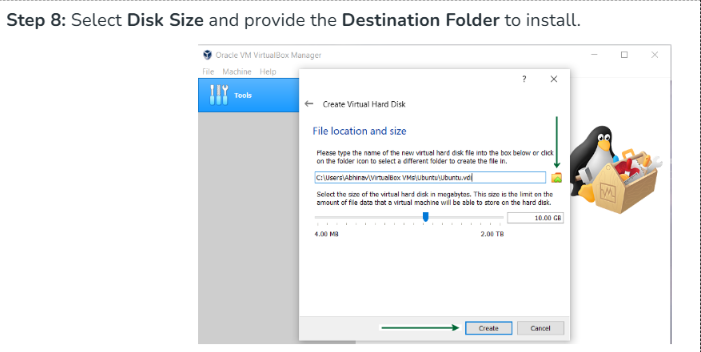 Step 8: Select Disk Size and provide the Destination Folder to install.
Oracle VM VirtualBox Manager
File Machine Help
Tools
? ×
← Create Virtual Hard Disk
File location and size
Please type the name of the new virtual hard disk file into the box below or click
on the folder icon to select a different folder to create the file in.
C:\Users\Abhinav\VirtualBox VMs\Ubuntu\Ubuntu.vdi
Select the size of the virtual hard disk in megabytes. This size is the limit on the
amount of file data that a virtual machine will be able to store on the hard disk.
10.00 GB
4.00 MB 2.00 TB
Create Cancel